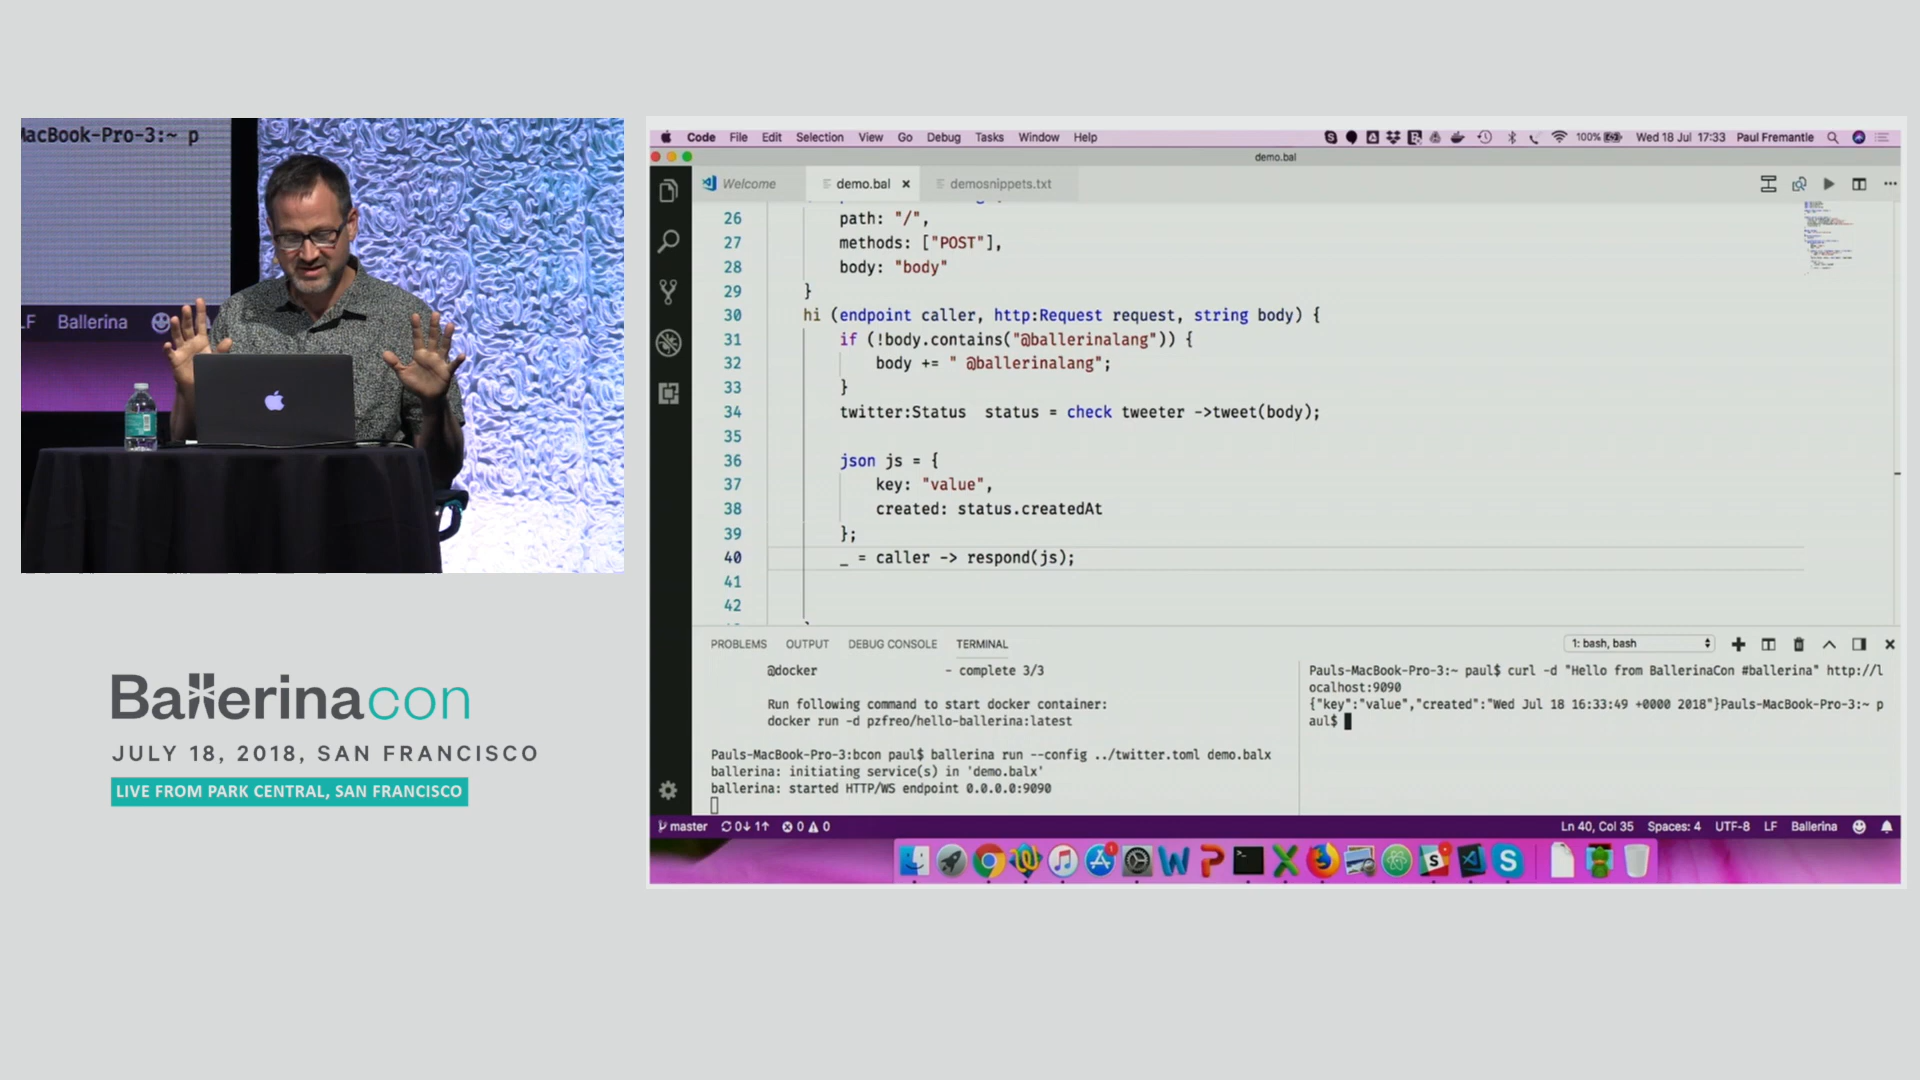 MacBook-Pro-3:~ p
LF Ballerina
Ballerinacon
JULY 18, 2018, SAN FRANCISCO
LIVE FROM PARK CENTRAL, SAN FRANCISCO
Code File Edit Selection View Go Debug Tasks Window Help 100% Wed 18 Jul 17:33 Paul Fremantle
demo.bal
Welcome demo.bal demosnippets.txt
26 path: "/",
27 methods: ["POST"],
28 body: "body"
29 }
30 hi (endpoint caller, http:Request request, string body) {
31 if (!body.contains("@ballerinalang")) {
32 body += " @ballerinalang";
33 }
34 twitter:Status  status = check tweeter ->tweet(body);
35
36 json js = {
37 key: "value",
38 created: status.createdAt
39 };
40 _ = caller -> respond(js);
41
42
PROBLEMS OUTPUT DEBUG CONSOLE TERMINAL 1: bash, bash
@docker - complete 3/3
Run following command to start docker container:
docker run -d pzfreo/hello-ballerina:latest
Pauls-MacBook-Pro-3:bcon paul$ ballerina run --config ../twitter.toml demo.balx
ballerina: initiating service(s) in 'demo.balx'
ballerina: started HTTP/WS endpoint 0.0.0.0:9090
Pauls-MacBook-Pro-3:~ paul$ curl -d "Hello from BallerinaCon #ballerina" http://l
ocalhost:9090
{"key":"value","created":"Wed Jul 18 16:33:49 +0000 2018"}Pauls-MacBook-Pro-3:~ p
aul$
master 0↓ 1↑ 0 0 Ln 40, Col 35 Spaces: 4 UTF-8 LF Ballerina